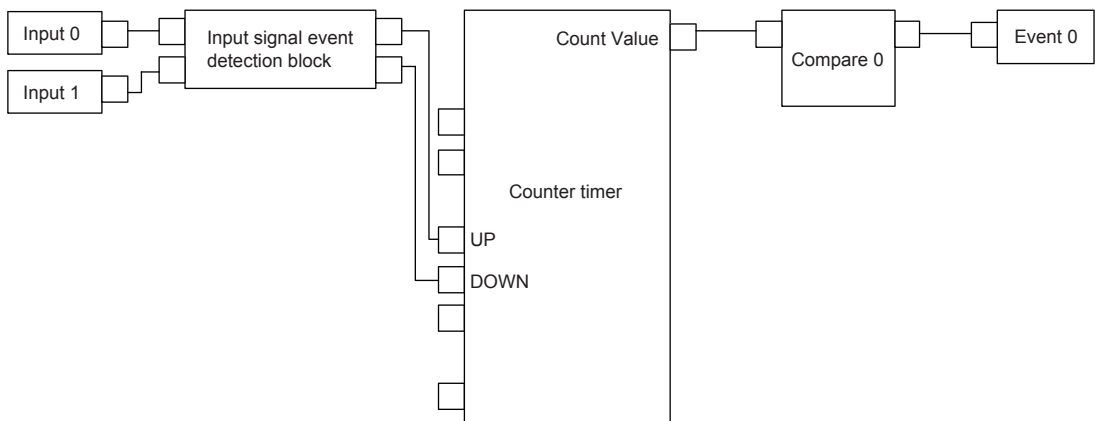 Input 0
Input 1
Input signal event
detection block
Count Value
Counter timer
UP
DOWN
Compare 0
Event 0